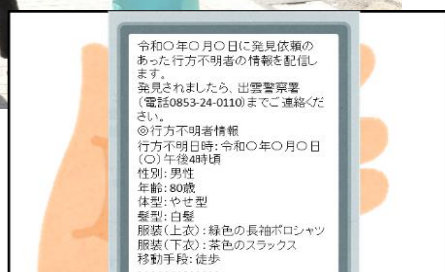 令和〇年〇月〇日に発見依頼の
あった行方不明者の情報を配信し
ます。
発見されましたら、出雲警察署
（電話0853-24-0110）までご連絡くだ
さい。
◎行方不明者情報
行方不明日時：令和〇年〇月〇日
（〇）午後4時頃
性別：男性
年齢：80歳
体型：やせ型
髪型：白髪
服装（上衣）：緑色の長袖ポロシャツ
服装（下衣）：茶色のスラックス
移動手段：徒歩